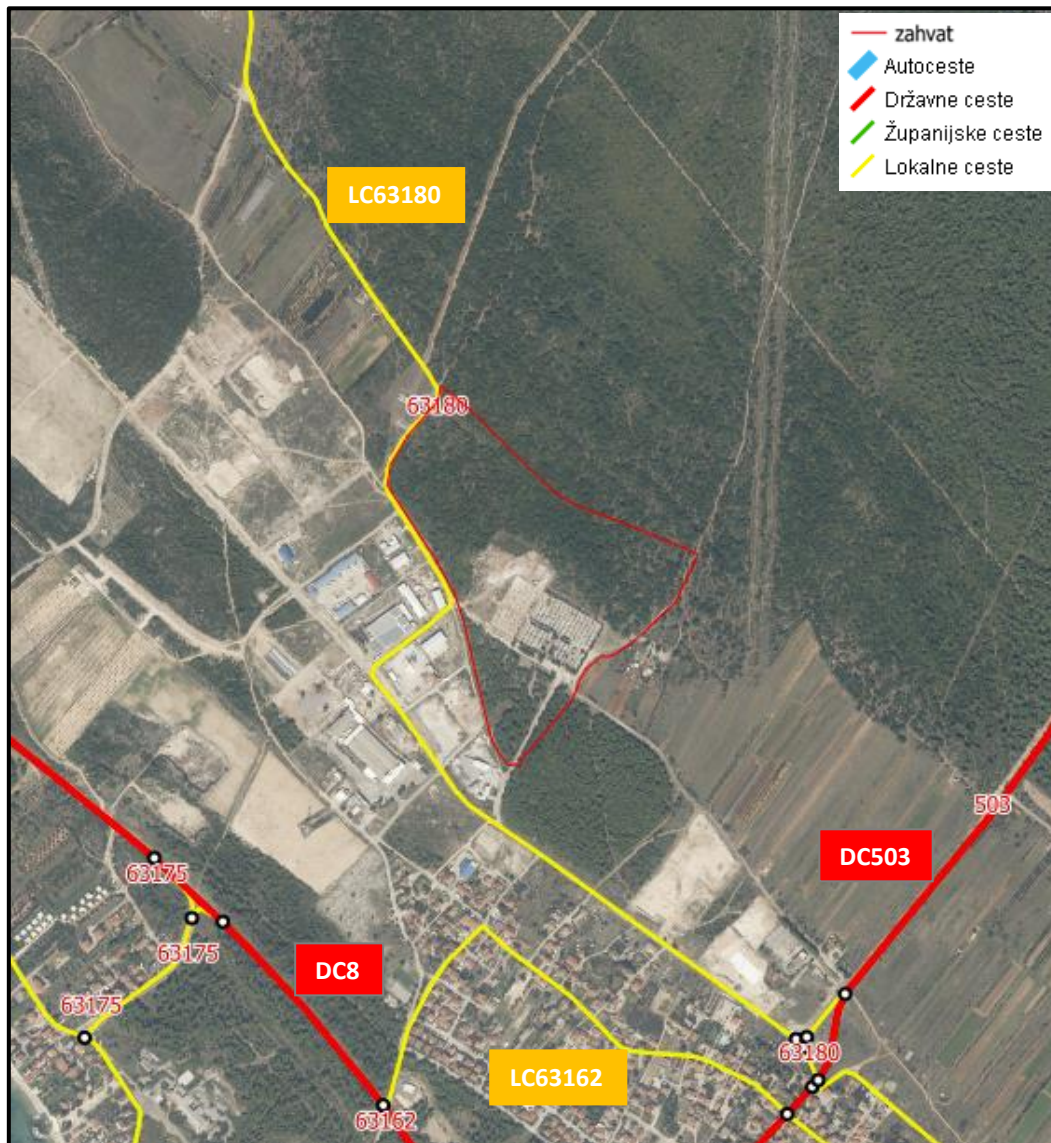 zahvat
Autoceste
Državne ceste
Županijske ceste
Lokalne ceste
LC63180
63180
503
DC503
63175
63175
DC8
63175
63180
LC63162
63162